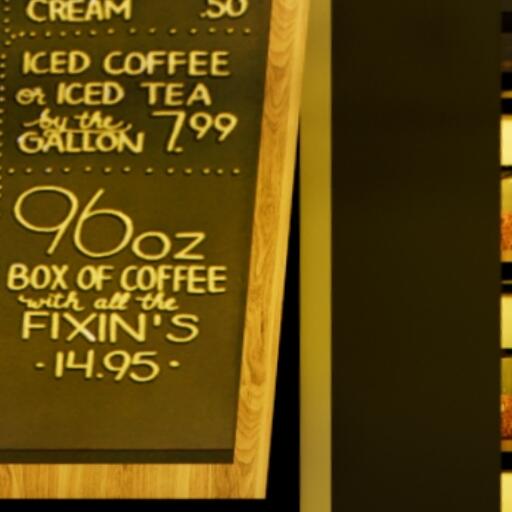 CREAM .50
ICED COFFEE
or ICED TEA
by the
GALLON 7.99
96oz
BOX OF COFFEE
with all the
FIXIN'S
-14.95-